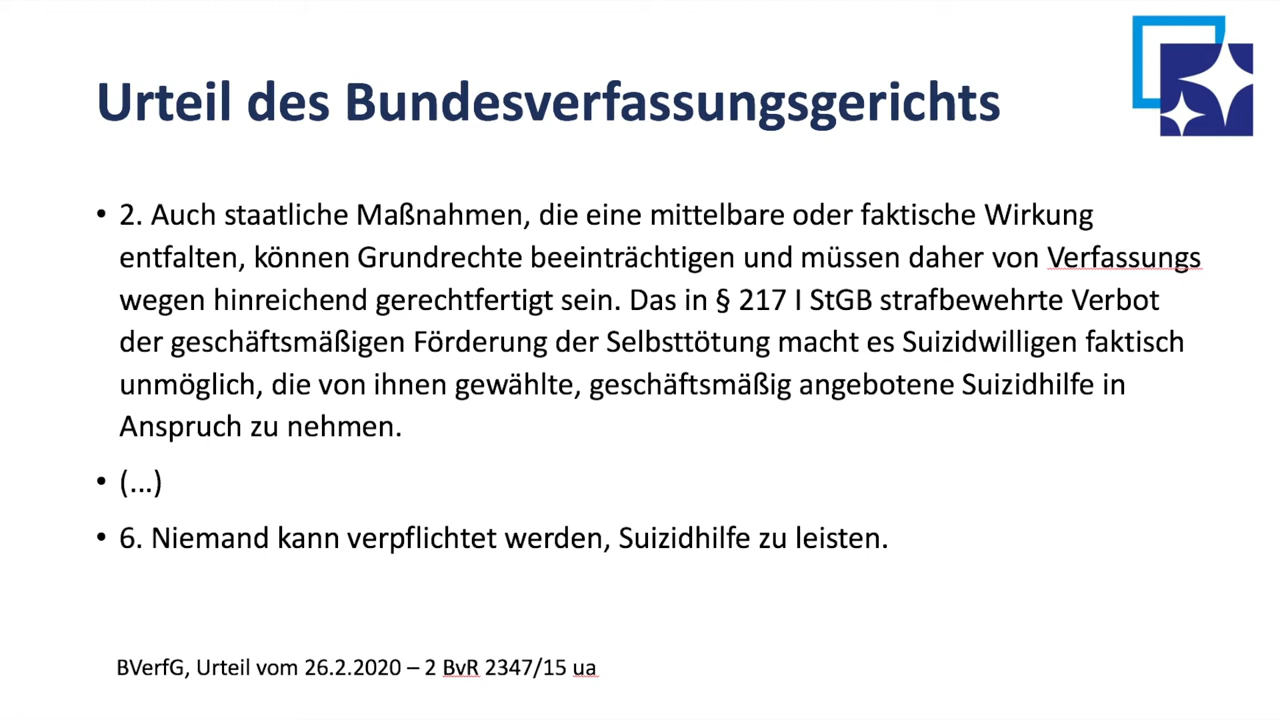 Urteil des Bundesverfassungsgerichts
• 2. Auch staatliche Maßnahmen, die eine mittelbare oder faktische Wirkung
entfalten, können Grundrechte beeinträchtigen und müssen daher von Verfassungs
wegen hinreichend gerechtfertigt sein. Das in § 217 I StGB strafbewehrte Verbot
der geschäftsmäßigen Förderung der Selbsttötung macht es Suizidwilligen faktisch
unmöglich, die von ihnen gewählte, geschäftsmäßig angebotene Suizidhilfe in
Anspruch zu nehmen.
• (...)
• 6. Niemand kann verpflichtet werden, Suizidhilfe zu leisten.
BVerfG, Urteil vom 26.2.2020 – 2 BvR 2347/15 ua